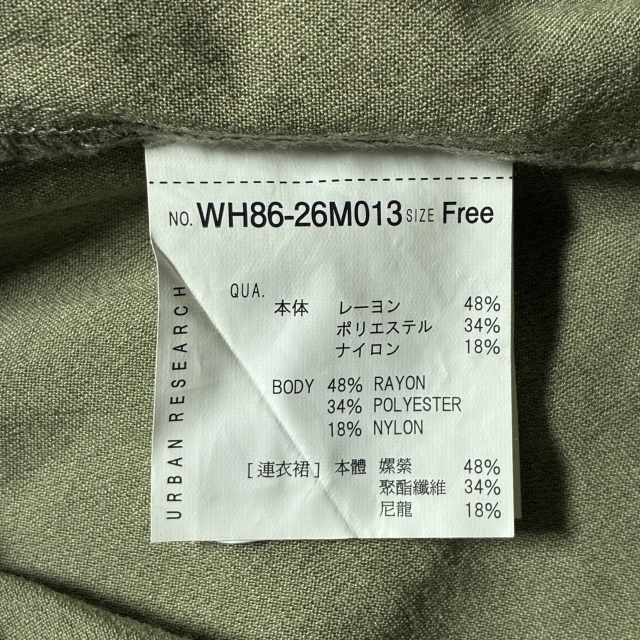 NO. WH86-26M013 SIZE Free
URBAN RESEARCH
QUA.
本体 レーヨン 48%
ポリエステル 34%
ナイロン 18%
BODY 48% RAYON
34% POLYESTER
18% NYLON
[連衣裙] 本體 嫘縈 48%
聚酯纖維 34%
尼龍 18%